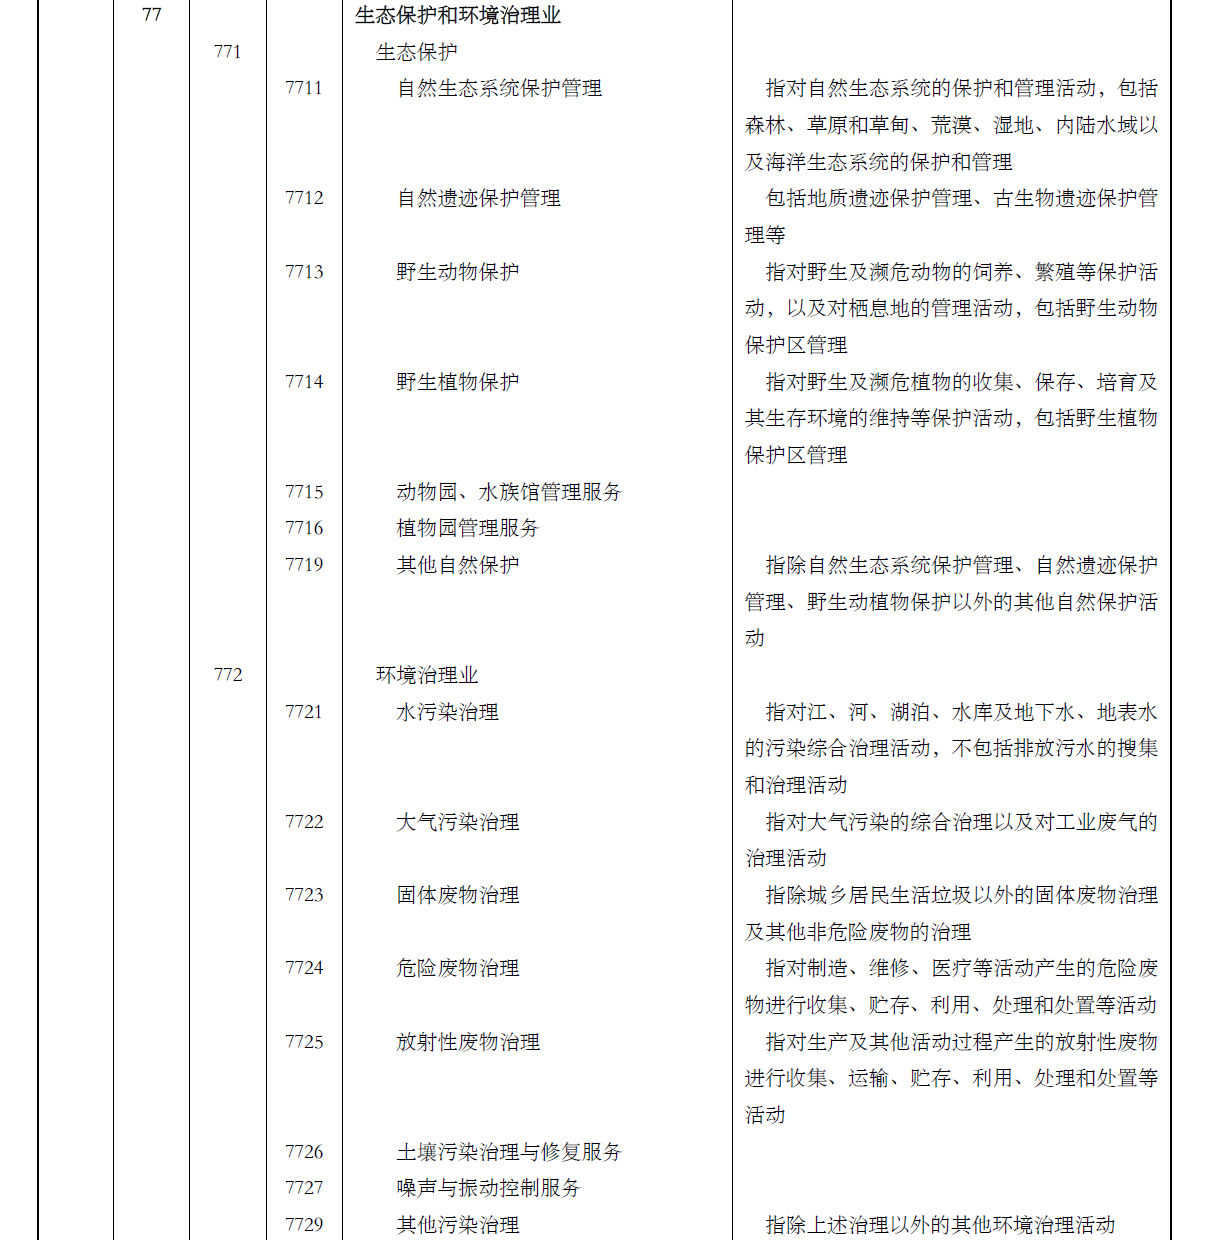 77 生态保护和环境治理业
771 生态保护
7711 自然生态系统保护管理 指对自然生态系统的保护和管理活动，包括
森林、草原和草甸、荒漠、湿地、内陆水域以
及海洋生态系统的保护和管理
7712 自然遗迹保护管理 包括地质遗迹保护管理、古生物遗迹保护管
理等
7713 野生动物保护 指对野生及濒危动物的饲养、繁殖等保护活
动，以及对栖息地的管理活动，包括野生动物
保护区管理
7714 野生植物保护 指对野生及濒危植物的收集、保存、培育及
其生存环境的维持等保护活动，包括野生植物
保护区管理
7715 动物园、水族馆管理服务
7716 植物园管理服务
7719 其他自然保护 指除自然生态系统保护管理、自然遗迹保护
管理、野生动植物保护以外的其他自然保护活
动
772 环境治理业
7721 水污染治理 指对江、河、湖泊、水库及地下水、地表水
的污染综合治理活动，不包括排放污水的搜集
和治理活动
7722 大气污染治理 指对大气污染的综合治理以及对工业废气的
治理活动
7723 固体废物治理 指除城乡居民生活垃圾以外的固体废物治理
及其他非危险废物的治理
7724 危险废物治理 指对制造、维修、医疗等活动产生的危险废
物进行收集、贮存、利用、处理和处置等活动
7725 放射性废物治理 指对生产及其他活动过程产生的放射性废物
进行收集、运输、贮存、利用、处理和处置等
活动
7726 土壤污染治理与修复服务
7727 噪声与振动控制服务
7729 其他污染治理 指除上述治理以外的其他环境治理活动